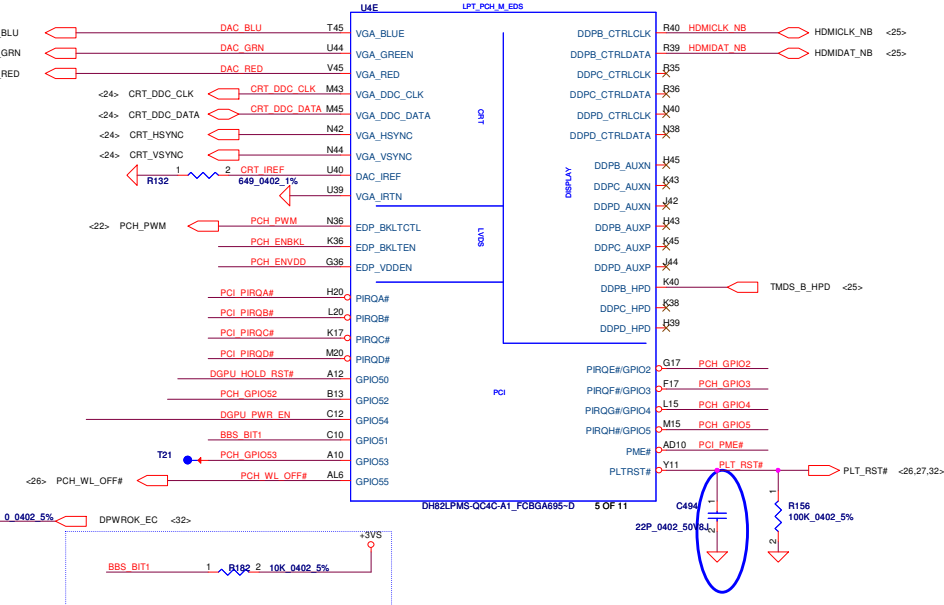 U4E
LPT_PCH_M_EDS
BLU DAC_BLU T45 VGA_BLUE DDPB_CTRLCLK R40 HDMICLK_NB HDMICLK_NB <25>
GRN DAC_GRN U44 VGA_GREEN DDPB_CTRLDATA R39 HDMIDAT_NB HDMIDAT_NB <25>
RED DAC_RED V45 VGA_RED DDPC_CTRLCLK R35
<24> CRT_DDC_CLK CRT_DDC_CLK M43 VGA_DDC_CLK DDPC_CTRLDATA R36
<24> CRT_DDC_DATA CRT_DDC_DATA M45 VGA_DDC_DATA CRT DDPD_CTRLCLK N40
<24> CRT_HSYNC N42 VGA_HSYNC DDPD_CTRLDATA N38
<24> CRT_VSYNC N44 VGA_VSYNC DDPB_AUXN H45
R132 1 2 CRT_IREF 649_0402_1% U40 DAC_IREF DISPLAY DDPC_AUXN K43
U39 VGA_IRTN DDPD_AUXN J42
<22> PCH_PWM PCH_PWM N36 EDP_BKLTCTL LVDS DDPB_AUXP H43
PCH_ENBKL K36 EDP_BKLTEN DDPC_AUXP K45
PCH_ENVDD G36 EDP_VDDEN DDPD_AUXP J44
DDPB_HPD K40 TMDS_B_HPD <25>
PCI_PIRQA# H20 PIRQA# DDPC_HPD K38
PCI_PIRQB# L20 PIRQB# DDPD_HPD H39
PCI_PIRQC# K17 PIRQC#
PCI_PIRQD# M20 PIRQD# PIRQE#/GPIO2 G17 PCH_GPIO2
DGPU_HOLD_RST# A12 GPIO50 PCI PIRQF#/GPIO3 F17 PCH_GPIO3
PCH_GPIO52 B13 GPIO52 PIRQG#/GPIO4 L15 PCH_GPIO4
DGPU_PWR_EN C12 GPIO54 PIRQH#/GPIO5 M15 PCH_GPIO5
BBS_BIT1 C10 GPIO51 PME# AD10 PCI_PME#
T21 PCH_GPIO53 A10 GPIO53 PLTRST# Y11 PLT_RST# PLT_RST# <26,27,32>
<26> PCH_WL_OFF# PCH_WL_OFF# AL6 GPIO55
DH82LPMS-QC4C-A1_FCBGA695~D 5 OF 11
C494 1 2 22P_0402_50V8J
R156 1 2 100K_0402_5%
0_0402_5% DPWROK_EC <32>
+3VS
BBS_BIT1 1 R182 2 10K_0402_5%